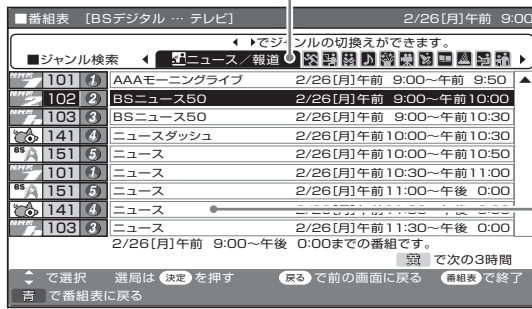 ■番組表 [BSデジタル … テレビ] 2/26[月]午前 9:00
でジャンルの切換えができます。
■ジャンル検索 ニュース/報道
101 1 AAAモーニングライブ 2/26[月]午前 9:00～午前 9:50
102 2 BSニュース50 2/26[月]午前 9:00～午前10:00
103 3 BSニュース50 2/26[月]午前 9:00～午前10:30
141 4 ニュースダッシュ 2/26[月]午前10:00～午前10:30
BS 151 5 ニュース 2/26[月]午前10:00～午前10:50
101 1 ニュース 2/26[月]午前10:30～午前11:00
BS 151 5 ニュース 2/26[月]午前11:00～午後 0:00
141 4 ニュース
103 3 ニュース 2/26[月]午前11:30～午後 0:00
2/26[月]午前 9:00～午後 0:00までの番組です。
黄 で次の3時間
で選択 選局は 決定 を押す 戻る で前の画面に戻る 番組表 で終了
青 で番組表に戻る